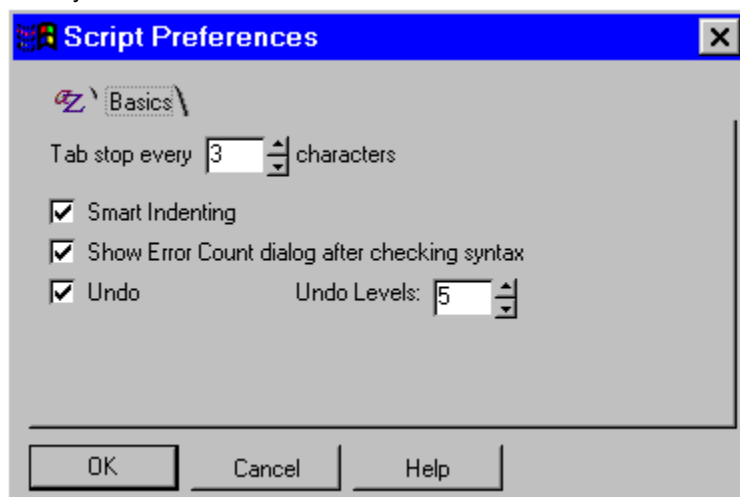 Script Preferences
Basics
Tab stop every 3 characters
Smart Indenting
Show Error Count dialog after checking syntax
Undo Undo Levels: 5
OK Cancel Help